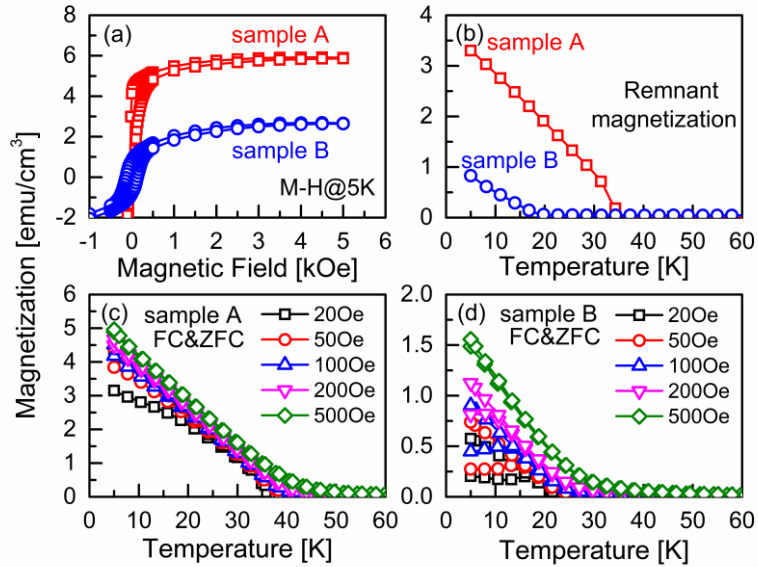 Magnetization [emu/cm³]
6
4
2
0
-2
(a)
sample A
sample B
M-H@5K
-1 0 1 2 3 4 5 6
Magnetic Field [kOe]
4
3
2
1
0
(b)
sample A
Remnant
magnetization
sample B
0 10 20 30 40 50 60
Temperature [K]
6
5
4
3
2
1
0
(c) sample A
FC&ZFC
20Oe
50Oe
100Oe
200Oe
500Oe
0 10 20 30 40 50 60
Temperature [K]
2.0
1.5
1.0
0.5
0.0
(d)
sample B
FC&ZFC
20Oe
50Oe
100Oe
200Oe
500Oe
0 10 20 30 40 50 60
Temperature [K]